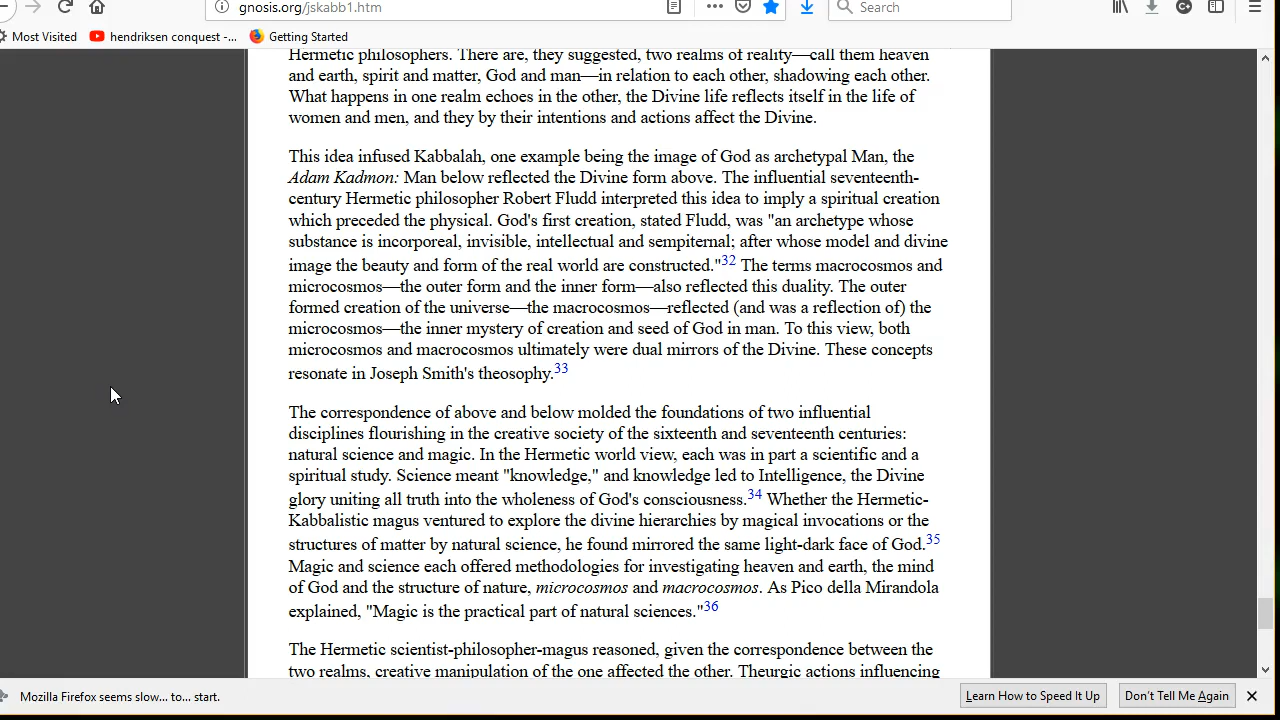 gnosis.org/jskabb1.htm
Search
Most Visited
hendriksen conquest -...
Getting Started
Hermetic philosophers. There are, they suggested, two realms of reality—call them heaven
and earth, spirit and matter, God and man—in relation to each other, shadowing each other.
What happens in one realm echoes in the other, the Divine life reflects itself in the life of
women and men, and they by their intentions and actions affect the Divine.
This idea infused Kabbalah, one example being the image of God as archetypal Man, the
Adam Kadmon: Man below reflected the Divine form above. The influential seventeenth-
century Hermetic philosopher Robert Fludd interpreted this idea to imply a spiritual creation
which preceded the physical. God's first creation, stated Fludd, was "an archetype whose
substance is incorporeal, invisible, intellectual and sempiternal; after whose model and divine
image the beauty and form of the real world are constructed."32 The terms macrocosmos and
microcosmos—the outer form and the inner form—also reflected this duality. The outer
formed creation of the universe—the macrocosmos—reflected (and was a reflection of) the
microcosmos—the inner mystery of creation and seed of God in man. To this view, both
microcosmos and macrocosmos ultimately were dual mirrors of the Divine. These concepts
resonate in Joseph Smith's theosophy.33
The correspondence of above and below molded the foundations of two influential
disciplines flourishing in the creative society of the sixteenth and seventeenth centuries:
natural science and magic. In the Hermetic world view, each was in part a scientific and a
spiritual study. Science meant "knowledge," and knowledge led to Intelligence, the Divine
glory uniting all truth into the wholeness of God's consciousness.34 Whether the Hermetic-
Kabbalistic magus ventured to explore the divine hierarchies by magical invocations or the
structures of matter by natural science, he found mirrored the same light-dark face of God.35
Magic and science each offered methodologies for investigating heaven and earth, the mind
of God and the structure of nature, microcosmos and macrocosmos. As Pico della Mirandola
explained, "Magic is the practical part of natural sciences."36
The Hermetic scientist-philosopher-magus reasoned, given the correspondence between the
two realms, creative manipulation of the one affected the other. Theurgic actions influencing
Mozilla Firefox seems slow... to... start.
Learn How to Speed It Up
Don't Tell Me Again